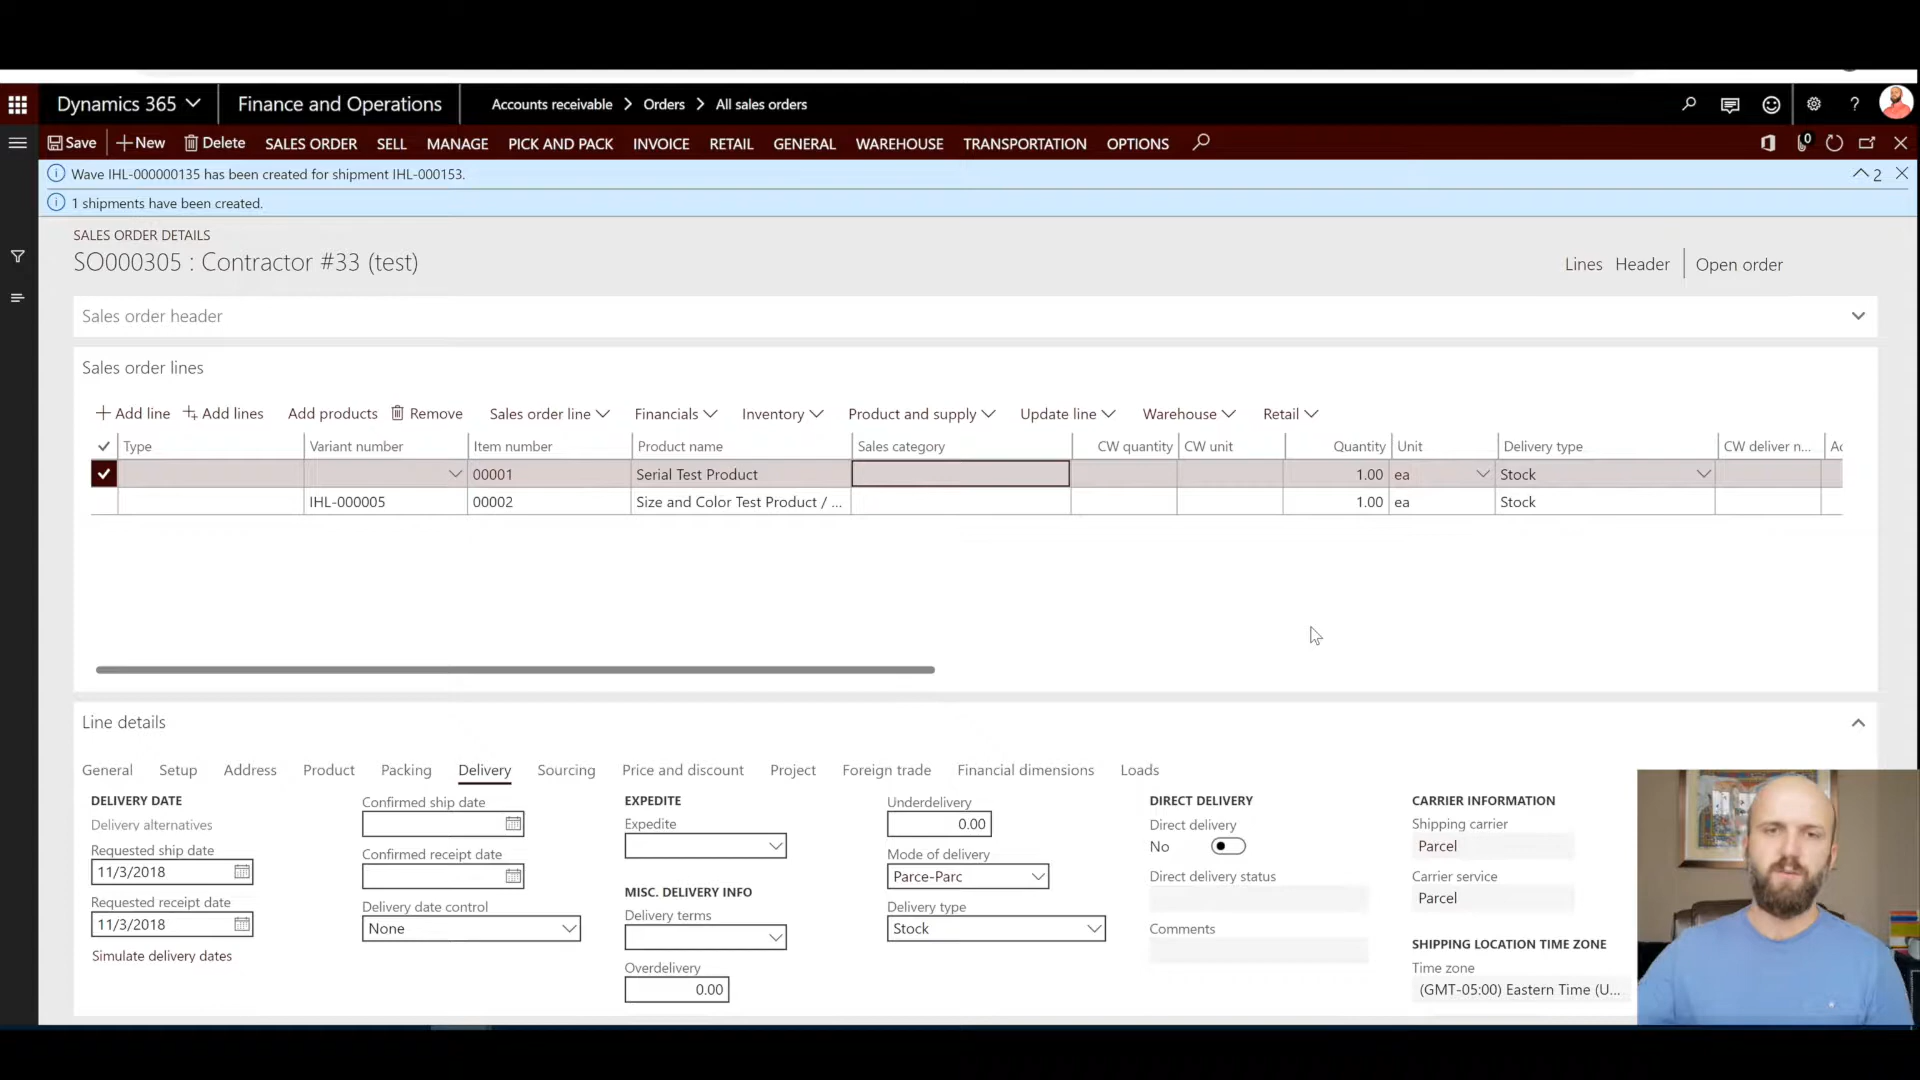 Dynamics 365 Finance and Operations Accounts receivable > Orders > All sales orders ?
Save + New Delete SALES ORDER SELL MANAGE PICK AND PACK INVOICE RETAIL GENERAL WAREHOUSE TRANSPORTATION OPTIONS 0
Wave IHL-000000135 has been created for shipment IHL-000153. 2
1 shipments have been created.
SALES ORDER DETAILS
SO000305 : Contractor #33 (test) Lines Header Open order
Sales order header
Sales order lines
+ Add line Add lines Add products Remove Sales order line Financials Inventory Product and supply Update line Warehouse Retail
Type Variant number Item number Product name Sales category CW quantity CW unit Quantity Unit Delivery type CW deliver n... Ac
00001 Serial Test Product 1.00 ea Stock
IHL-000005 00002 Size and Color Test Product / ... 1.00 ea Stock
Line details
General Setup Address Product Packing Delivery Sourcing Price and discount Project Foreign trade Financial dimensions Loads
DELIVERY DATE
Delivery alternatives
Requested ship date
11/3/2018
Requested receipt date
11/3/2018
Simulate delivery dates
Confirmed ship date
Confirmed receipt date
Delivery date control
None
EXPEDITE
Expedite
MISC. DELIVERY INFO
Delivery terms
Overdelivery
0.00
Underdelivery
0.00
Mode of delivery
Parce-Parc
Delivery type
Stock
DIRECT DELIVERY
Direct delivery
No
Direct delivery status
Comments
CARRIER INFORMATION
Shipping carrier
Parcel
Carrier service
Parcel
SHIPPING LOCATION TIME ZONE
Time zone
(GMT-05:00) Eastern Time (U...